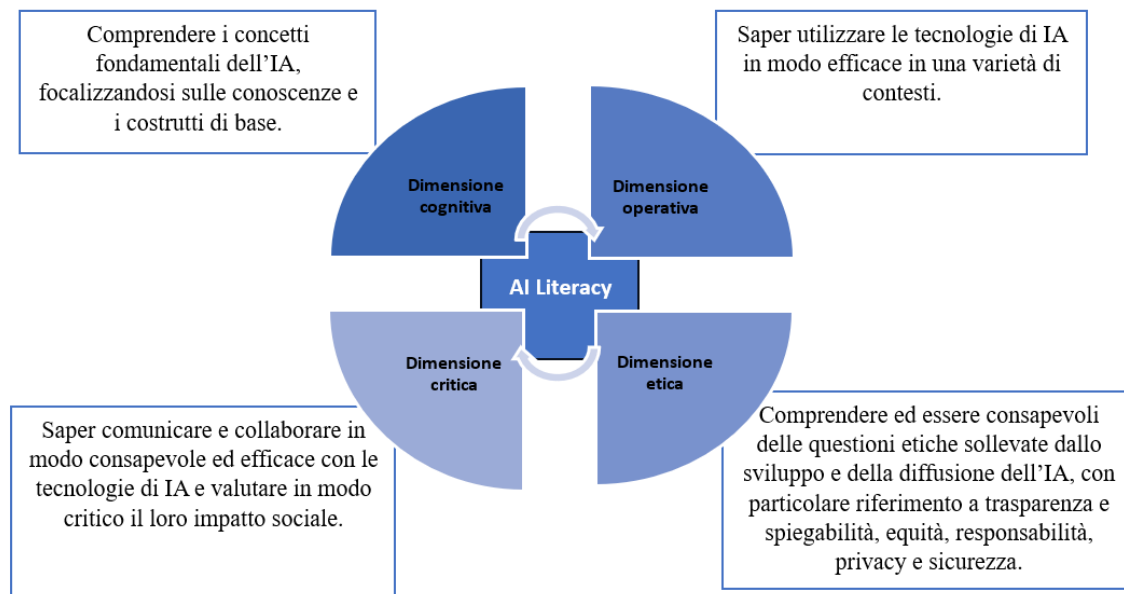 Comprendere i concetti
fondamentali dell’IA,
focalizzandosi sulle conoscenze e
i costrutti di base.
Saper utilizzare le tecnologie di IA
in modo efficace in una varietà di
contesti.
Dimensione
cognitiva
Dimensione
operativa
AI Literacy
Dimensione
critica
Dimensione
etica
Saper comunicare e collaborare in
modo consapevole ed efficace con le
tecnologie di IA e valutare in modo
critico il loro impatto sociale.
Comprendere ed essere consapevoli
delle questioni etiche sollevate dallo
sviluppo e della diffusione dell’IA, con
particolare riferimento a trasparenza e
spiegabilità, equità, responsabilità,
privacy e sicurezza.